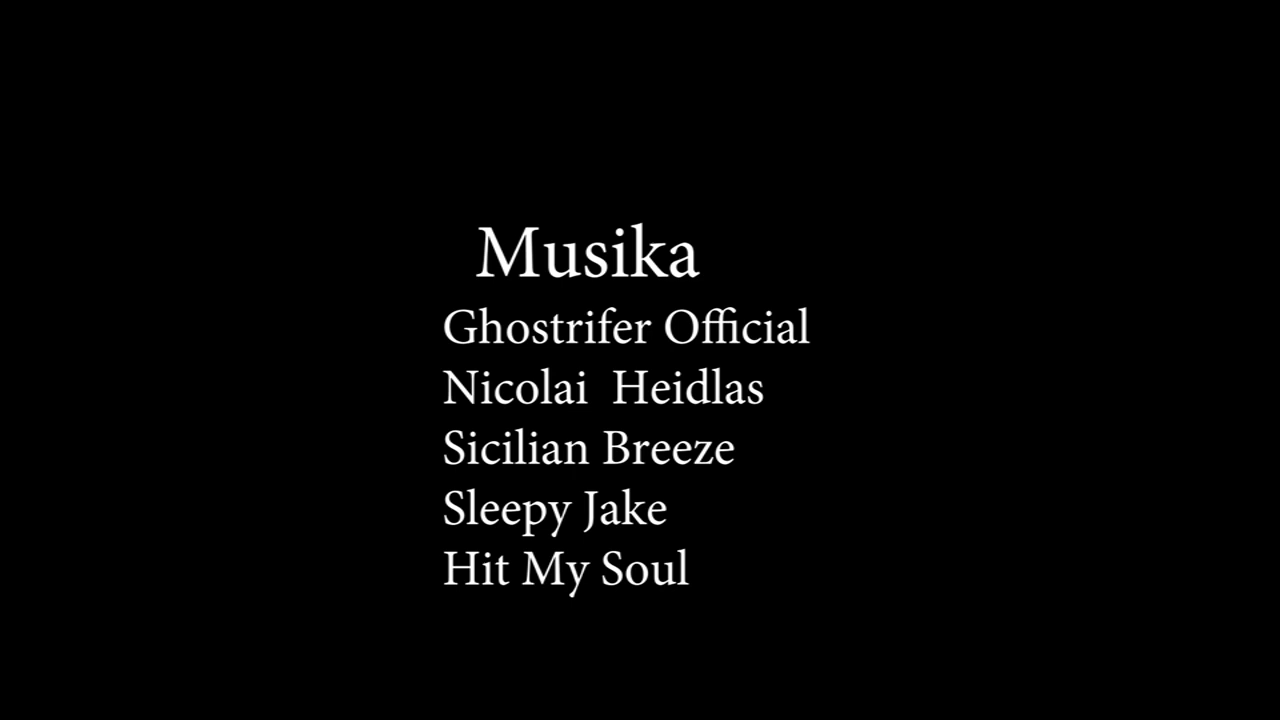 Musika
Ghostrifer Official
Nicolai Heidlas
Sicilian Breeze
Sleepy Jake
Hit My Soul